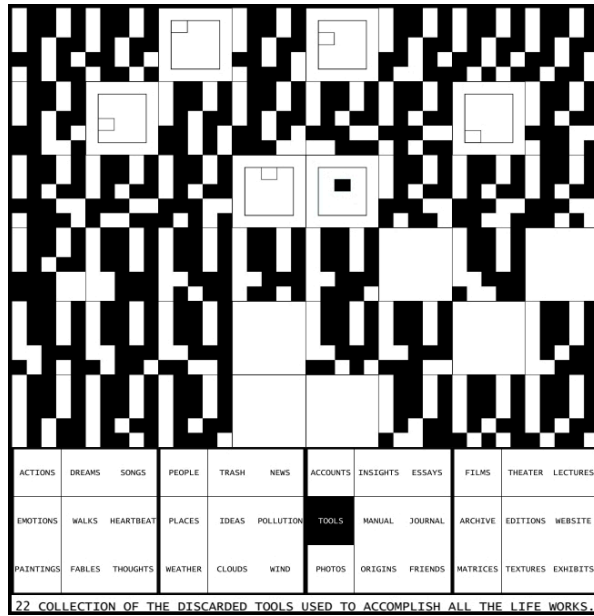 ACTIONS DREAMS SONGS PEOPLE TRASH NEWS ACCOUNTS INSIGHTS ESSAYS FILMS THEATER LECTURES
EMOTIONS WALKS HEARTBEAT PLACES IDEAS POLLUTION TOOLS MANUAL JOURNAL ARCHIVE EDITIONS WEBSITE
PAINTINGS FABLES THOUGHTS WEATHER CLOUDS WIND PHOTOS ORIGINS FRIENDS MATRICES TEXTURES EXHIBITS
22 COLLECTION OF THE DISCARDED TOOLS USED TO ACCOMPLISH ALL THE LIFE WORKS.